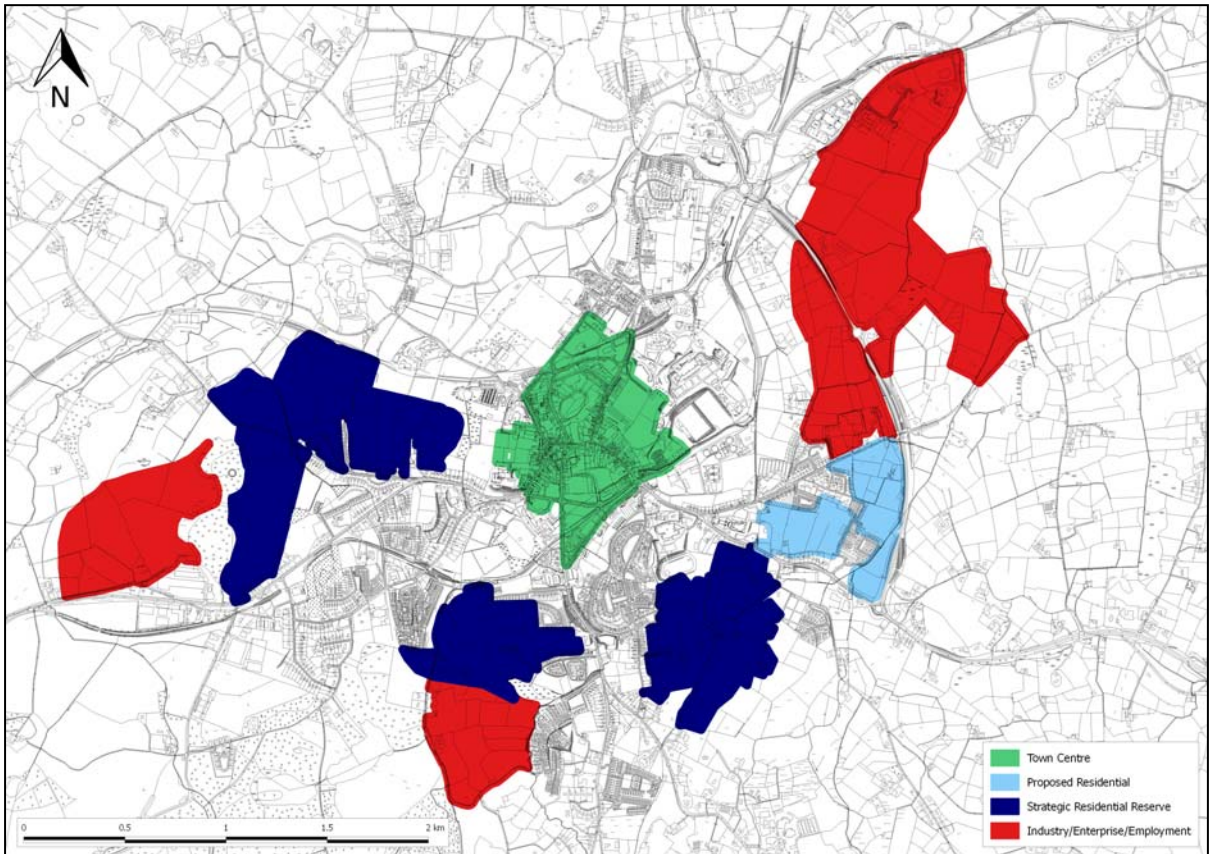 N
Town Centre
Proposed Residential
Strategic Residential Reserve
Industry/Enterprise/Employment
0 0.5 1 1.5 2 km